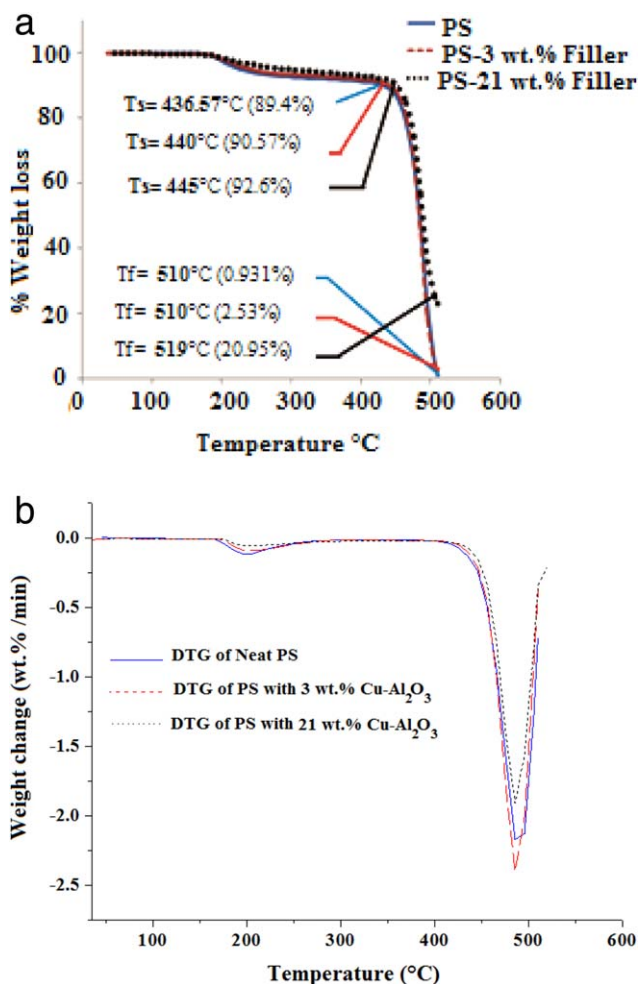 a
PS
PS-3 wt.% Filler
PS-21 wt.% Filler
100
80
60
40
20
0
Ts= 436.57°C (89.4%)
Ts= 440°C (90.57%)
Ts= 445°C (92.6%)
Tf= 510°C (0.931%)
Tf= 510°C (2.53%)
Tf= 519°C (20.95%)
% Weight loss
0 100 200 300 400 500 600
Temperature °C
b
0.0
-0.5
-1.0
-1.5
-2.0
-2.5
Weight change (wt.% /min)
DTG of Neat PS
DTG of PS with 3 wt.% Cu-Al₂O₃
DTG of PS with 21 wt.% Cu-Al₂O₃
100 200 300 400 500 600
Temperature (°C)